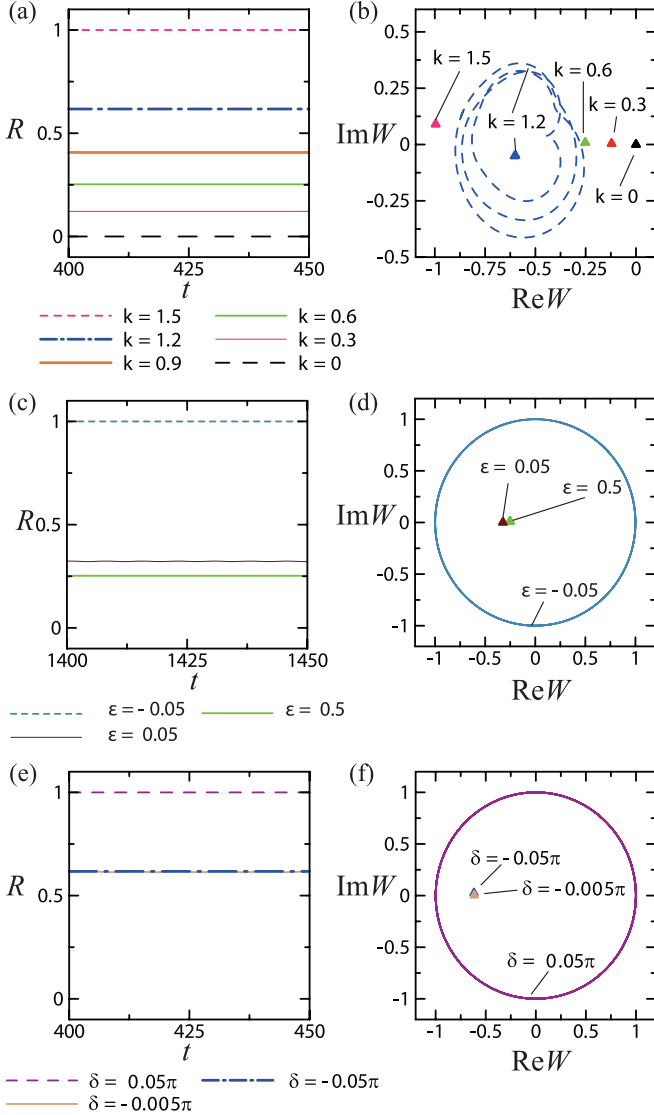 (a)
1
R
0.5
0
400
425
450
t
k = 1.5
k = 1.2
k = 0.9
k = 0.6
k = 0.3
k = 0
(b)
0.5
0.25
ImW
0
-0.25
-0.5
-1
-0.75
-0.5
-0.25
0
ReW
k = 1.5
k = 0.6
k = 0.3
k = 1.2
k = 0
(c)
1
R
0.5
0
1400
1425
1450
t
ε = - 0.05
ε = 0.5
ε = 0.05
(d)
1
0.5
ImW
0
-0.5
-1
-1
-0.5
0
0.5
1
ReW
ε = 0.05
ε = 0.5
ε = - 0.05
(e)
1
R
0.5
0
400
425
450
t
δ = 0.05π
δ = -0.05π
δ = -0.005π
(f)
1
0.5
ImW
0
-0.5
-1
-1
-0.5
0
0.5
1
ReW
δ = -0.05π
δ = -0.005π
δ = 0.05π